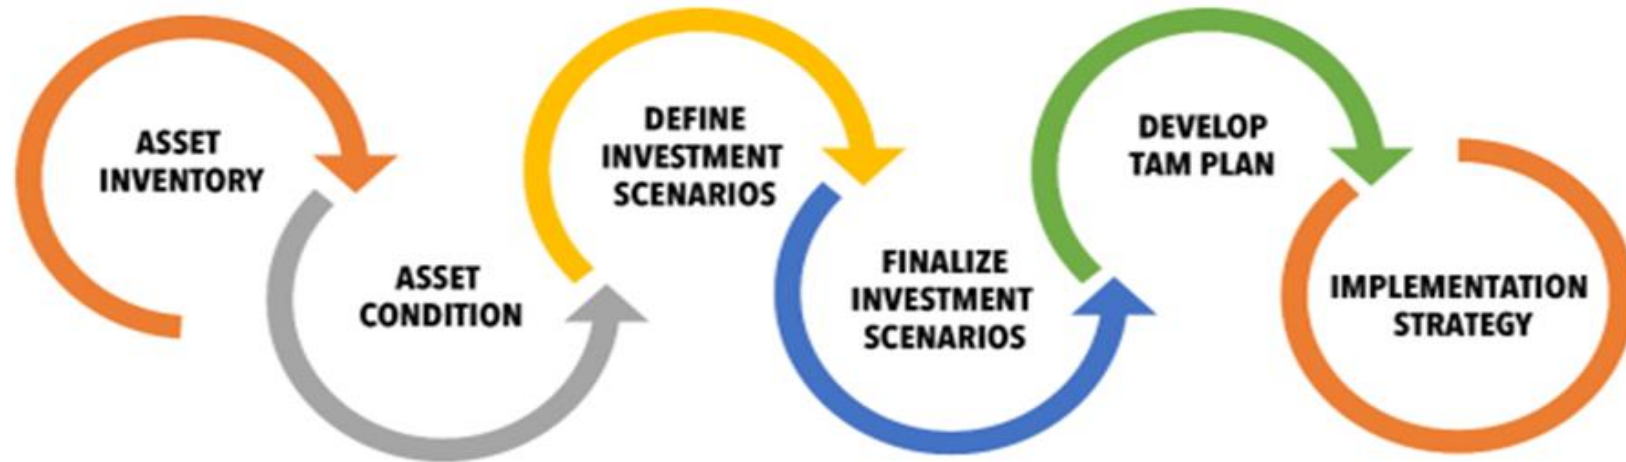 ASSET
INVENTORY
ASSET
CONDITION
DEFINE
INVESTMENT
SCENARIOS
FINALIZE
INVESTMENT
SCENARIOS
DEVELOP
TAM PLAN
IMPLEMENTATION
STRATEGY